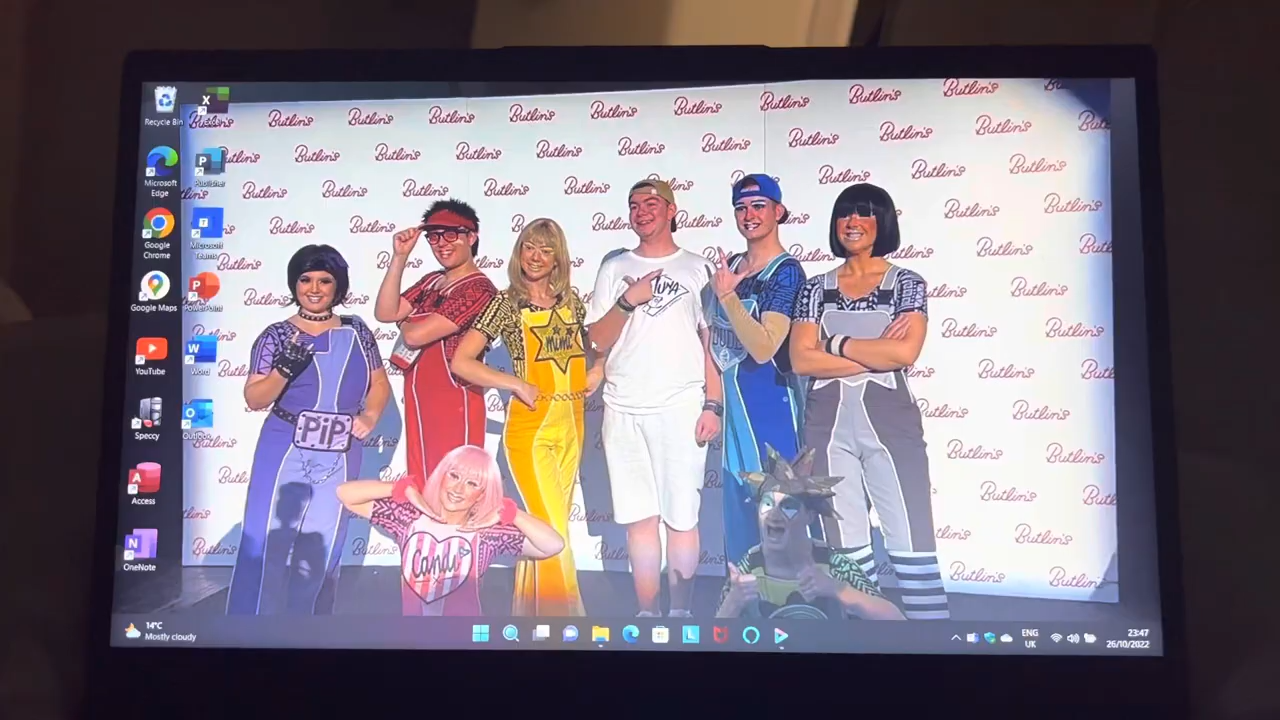 Recycle Bin
Excel
Microsoft
Edge
Publisher
Google
Chrome
Microsoft
Teams
Google Maps
PowerPoint
YouTube
Word
Speccy
Outlook
Access
OneNote
Butlin's
PiP
mimi
Candi
14°C
Mostly cloudy
ENG
UK
23:47
26/10/2022